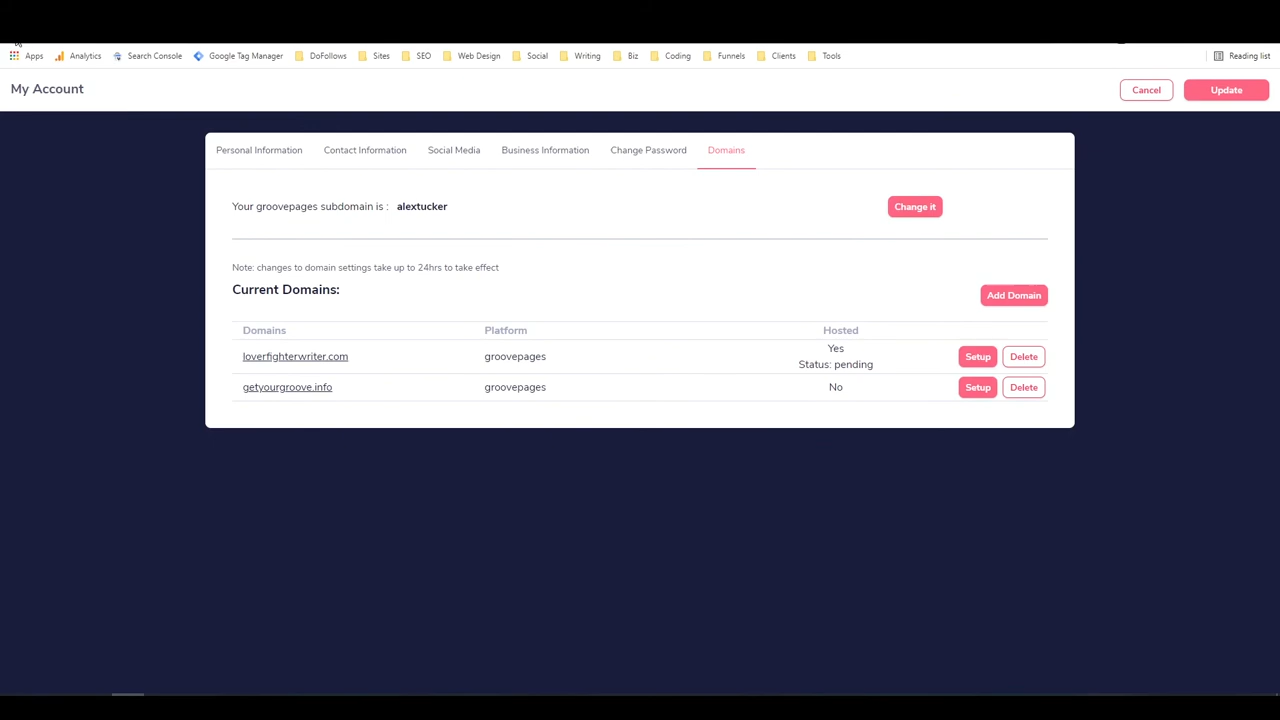 Apps Analytics Search Console Google Tag Manager DoFollows Sites SEO Web Design Social Writing Biz Coding Funnels Clients Tools Reading list
My Account Cancel Update
Personal Information Contact Information Social Media Business Information Change Password Domains
Your groovepages subdomain is : alextucker Change it
Note: changes to domain settings take up to 24hrs to take effect
Current Domains: Add Domain
Domains Platform Hosted
loverfighterwriter.com groovepages Yes Setup Delete
Status: pending
getyourgroove.info groovepages No Setup Delete